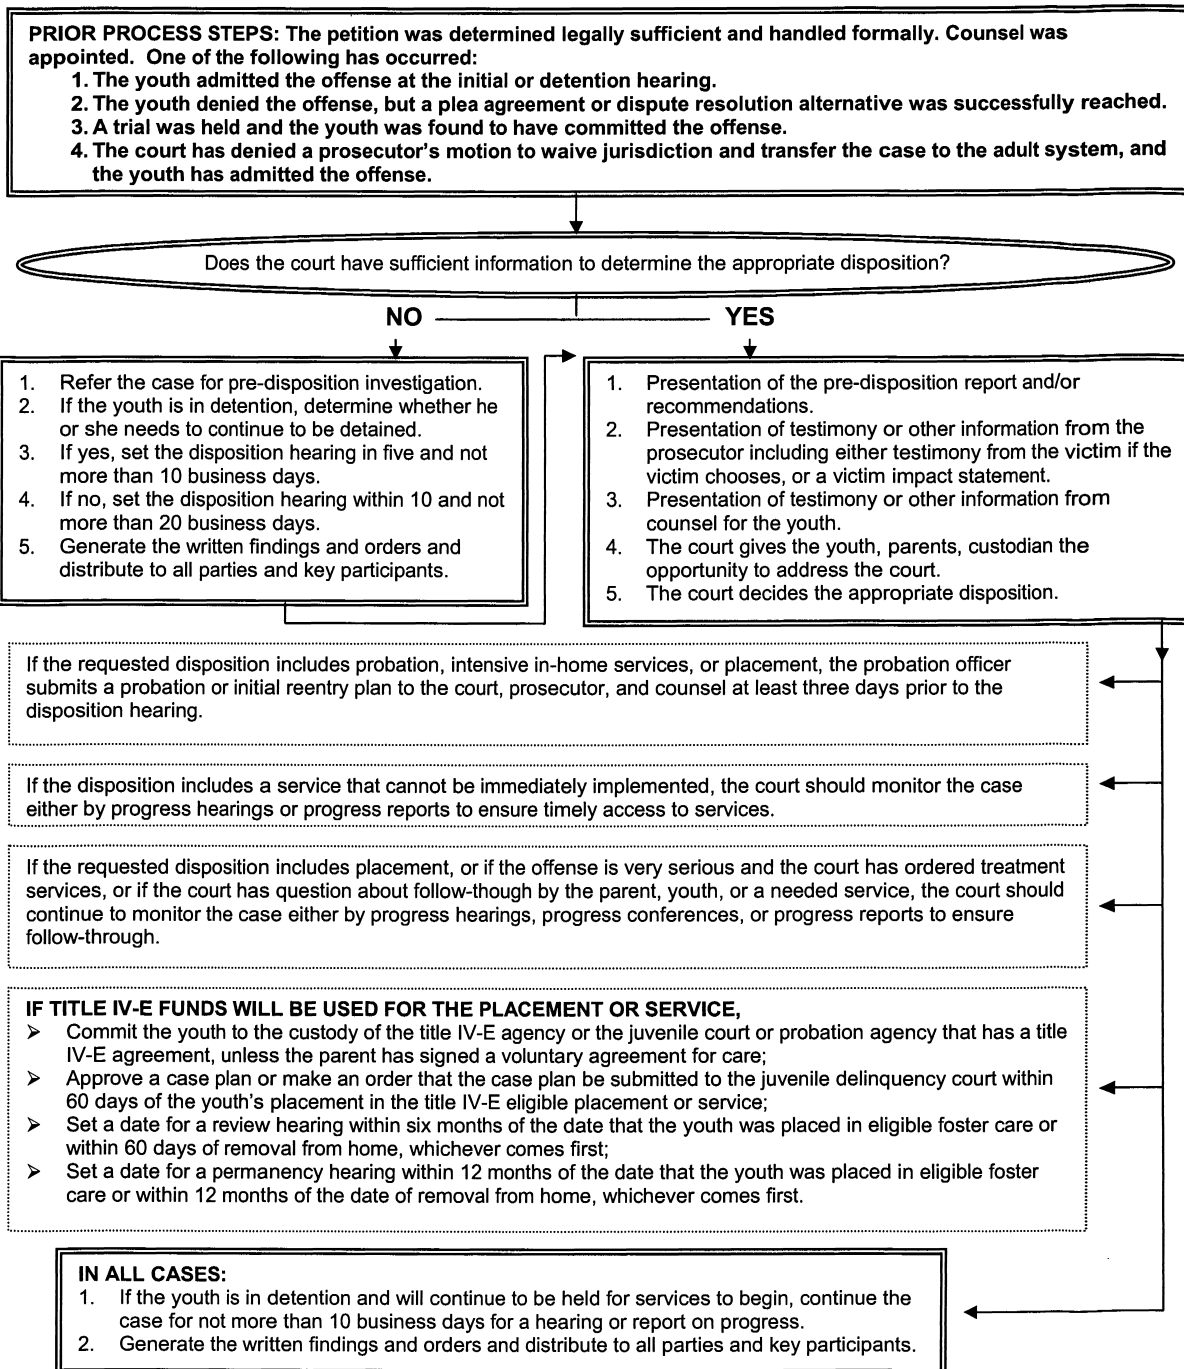 PRIOR PROCESS STEPS: The petition was determined legally sufficient and handled formally. Counsel was
appointed. One of the following has occurred:
1. The youth admitted the offense at the initial or detention hearing.
2. The youth denied the offense, but a plea agreement or dispute resolution alternative was successfully reached.
3. A trial was held and the youth was found to have committed the offense.
4. The court has denied a prosecutor's motion to waive jurisdiction and transfer the case to the adult system, and
the youth has admitted the offense.
Does the court have sufficient information to determine the appropriate disposition?
NO
YES
1. Refer the case for pre-disposition investigation.
2. If the youth is in detention, determine whether he
or she needs to continue to be detained.
3. If yes, set the disposition hearing in five and not
more than 10 business days.
4. If no, set the disposition hearing within 10 and not
more than 20 business days.
5. Generate the written findings and orders and
distribute to all parties and key participants.
1. Presentation of the pre-disposition report and/or
recommendations.
2. Presentation of testimony or other information from the
prosecutor including either testimony from the victim if the
victim chooses, or a victim impact statement.
3. Presentation of testimony or other information from
counsel for the youth.
4. The court gives the youth, parents, custodian the
opportunity to address the court.
5. The court decides the appropriate disposition.
If the requested disposition includes probation, intensive in-home services, or placement, the probation officer
submits a probation or initial reentry plan to the court, prosecutor, and counsel at least three days prior to the
disposition hearing.
If the disposition includes a service that cannot be immediately implemented, the court should monitor the case
either by progress hearings or progress reports to ensure timely access to services.
If the requested disposition includes placement, or if the offense is very serious and the court has ordered treatment
services, or if the court has question about follow-though by the parent, youth, or a needed service, the court should
continue to monitor the case either by progress hearings, progress conferences, or progress reports to ensure
follow-through.
IF TITLE IV-E FUNDS WILL BE USED FOR THE PLACEMENT OR SERVICE,
➢ Commit the youth to the custody of the title IV-E agency or the juvenile court or probation agency that has a title
IV-E agreement, unless the parent has signed a voluntary agreement for care;
➢ Approve a case plan or make an order that the case plan be submitted to the juvenile delinquency court within
60 days of the youth's placement in the title IV-E eligible placement or service;
➢ Set a date for a review hearing within six months of the date that the youth was placed in eligible foster care or
within 60 days of removal from home, whichever comes first;
➢ Set a date for a permanency hearing within 12 months of the date that the youth was placed in eligible foster
care or within 12 months of the date of removal from home, whichever comes first.
IN ALL CASES:
1. If the youth is in detention and will continue to be held for services to begin, continue the
case for not more than 10 business days for a hearing or report on progress.
2. Generate the written findings and orders and distribute to all parties and key participants.